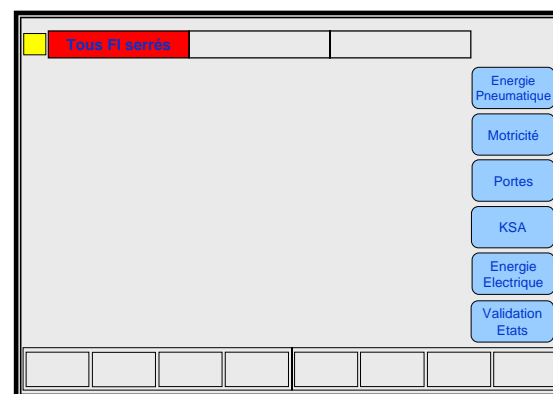 Tous FI serrés
Energie
Pneumatique
Motricité
Portes
KSA
Energie
Electrique
Validation
Etats